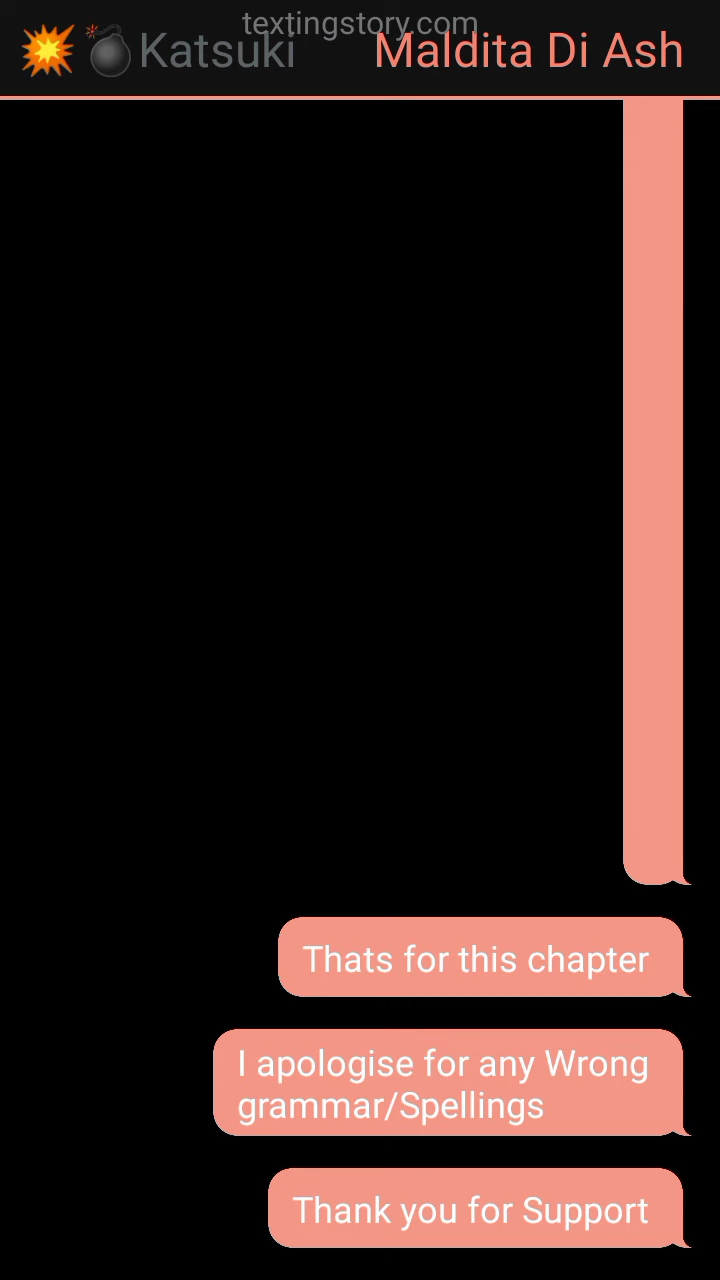 textingstory.com
💥💣Katsuki Maldita Di Ash
Thats for this chapter
I apologise for any Wrong
grammar/Spellings
Thank you for Support